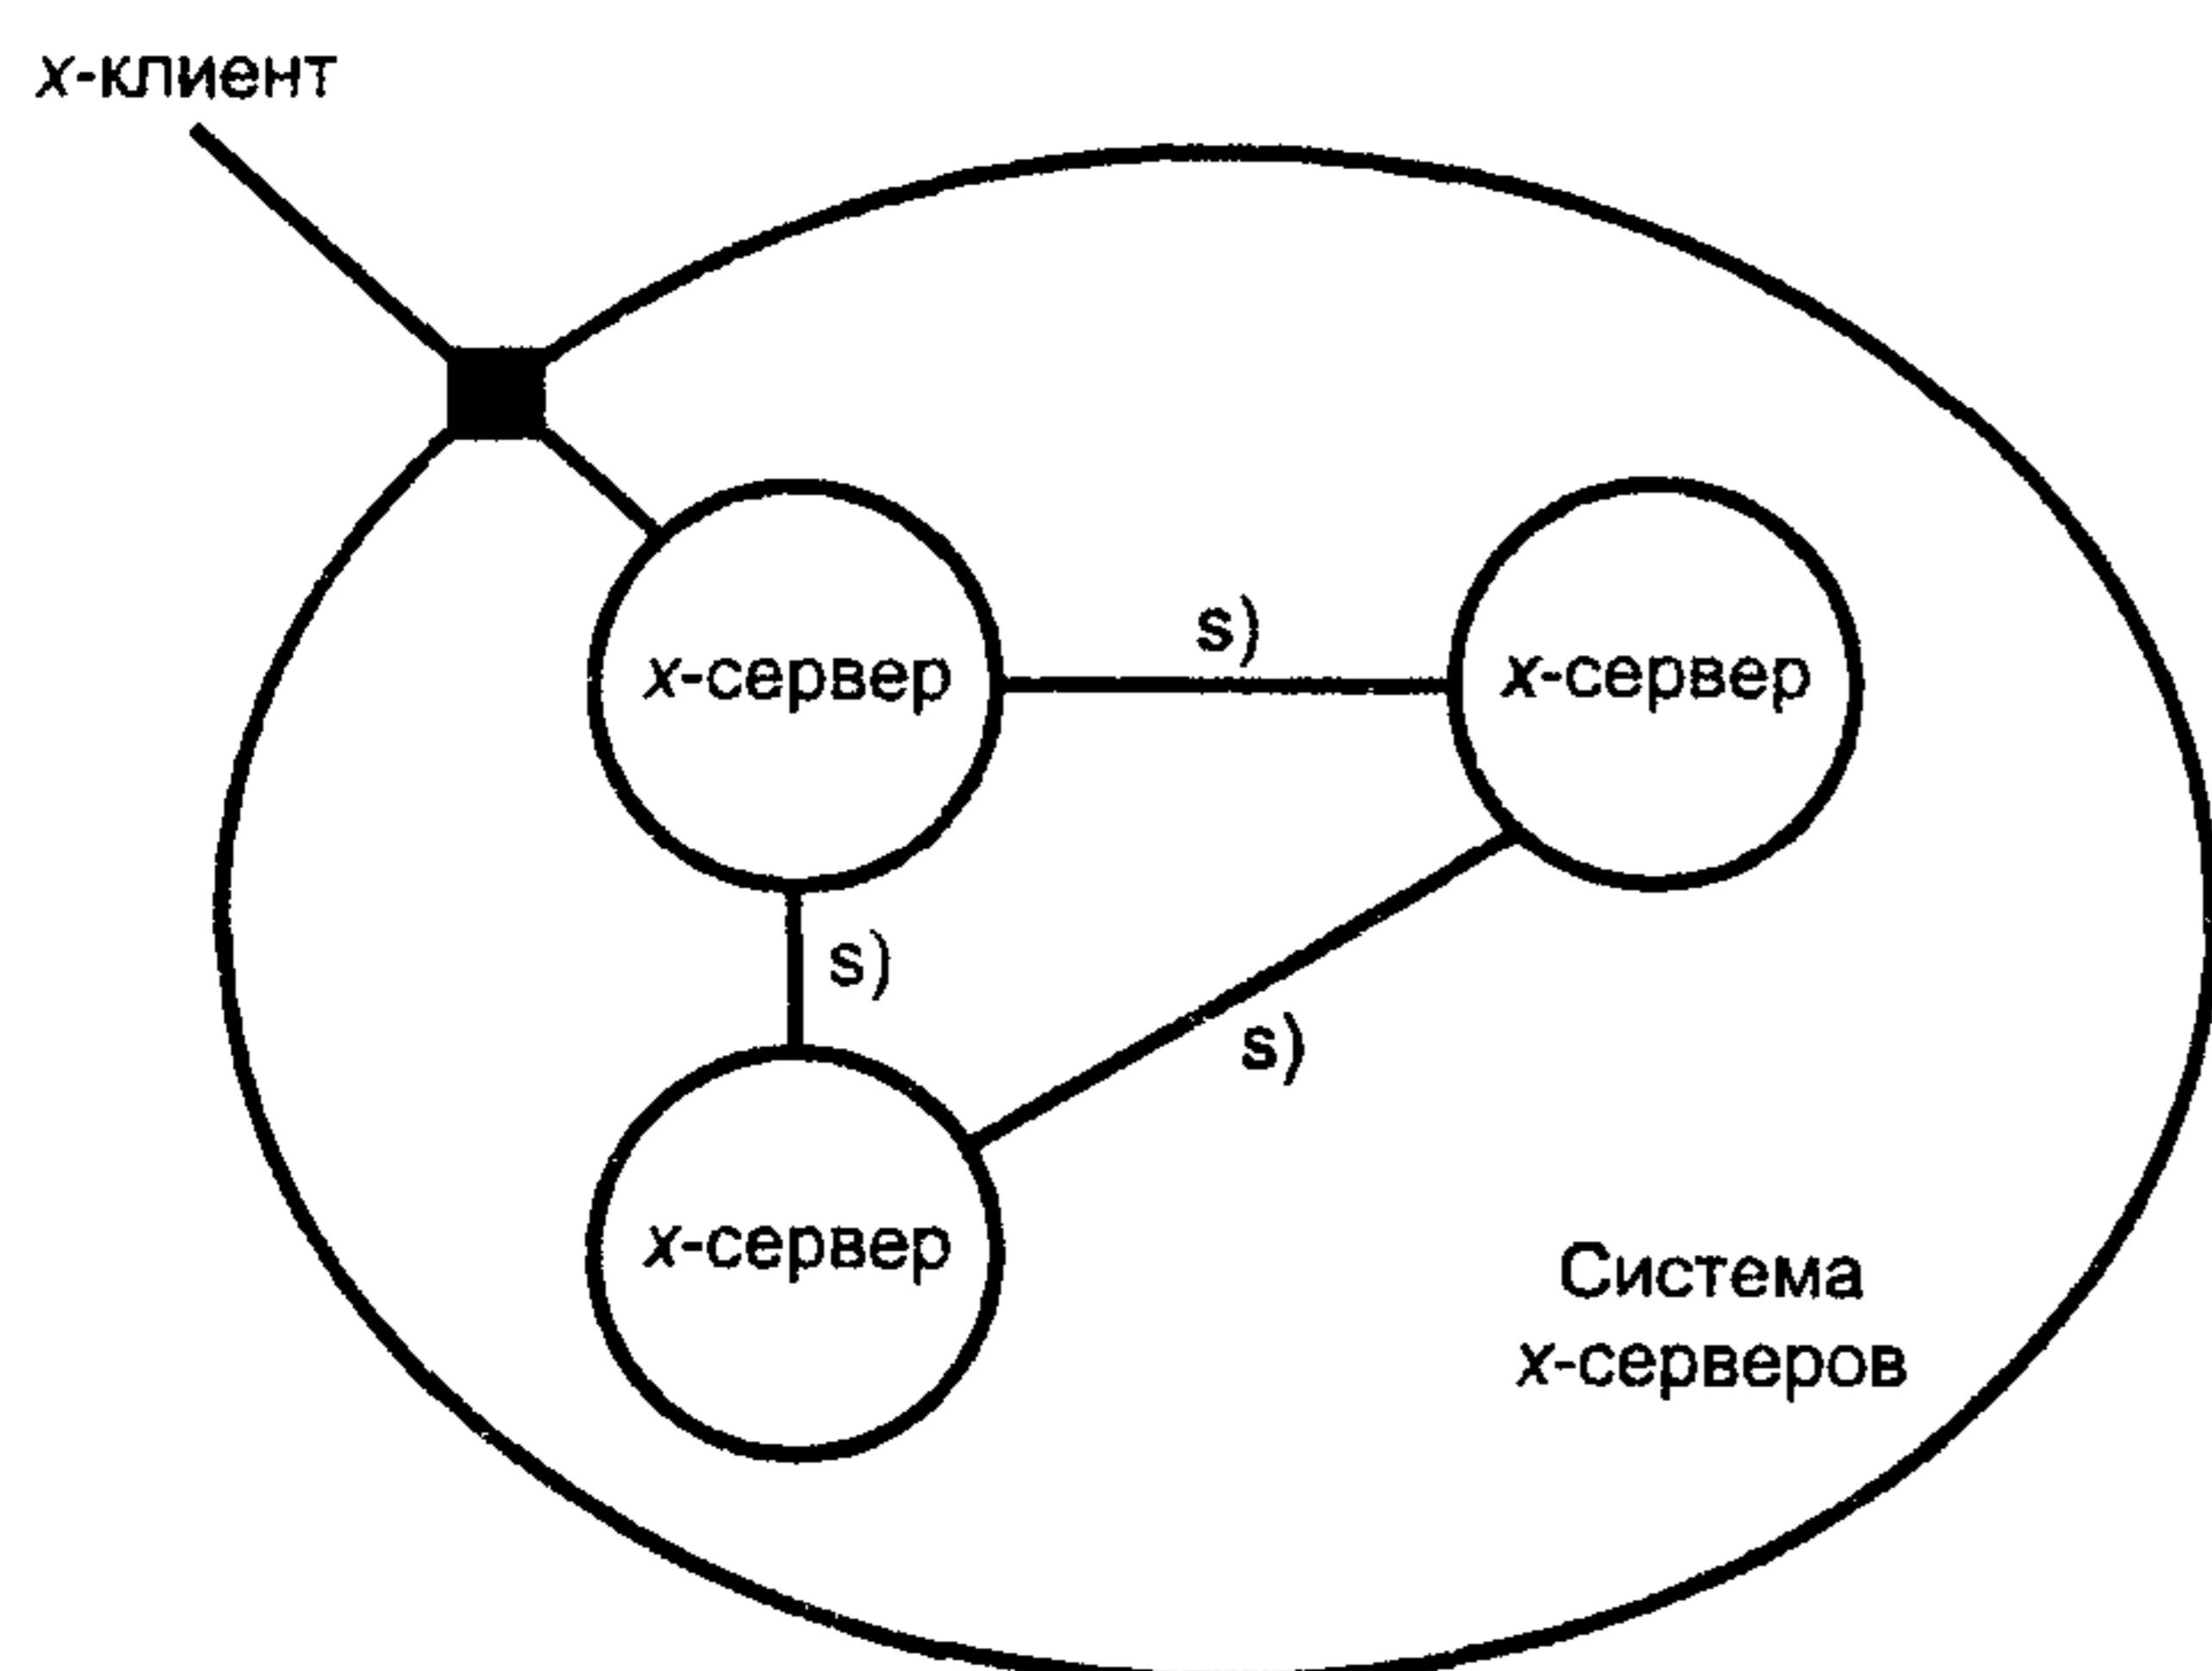 x-клиент
s)
x-сервер
x-сервер
s)
s)
x-сервер
Система
x-серверов